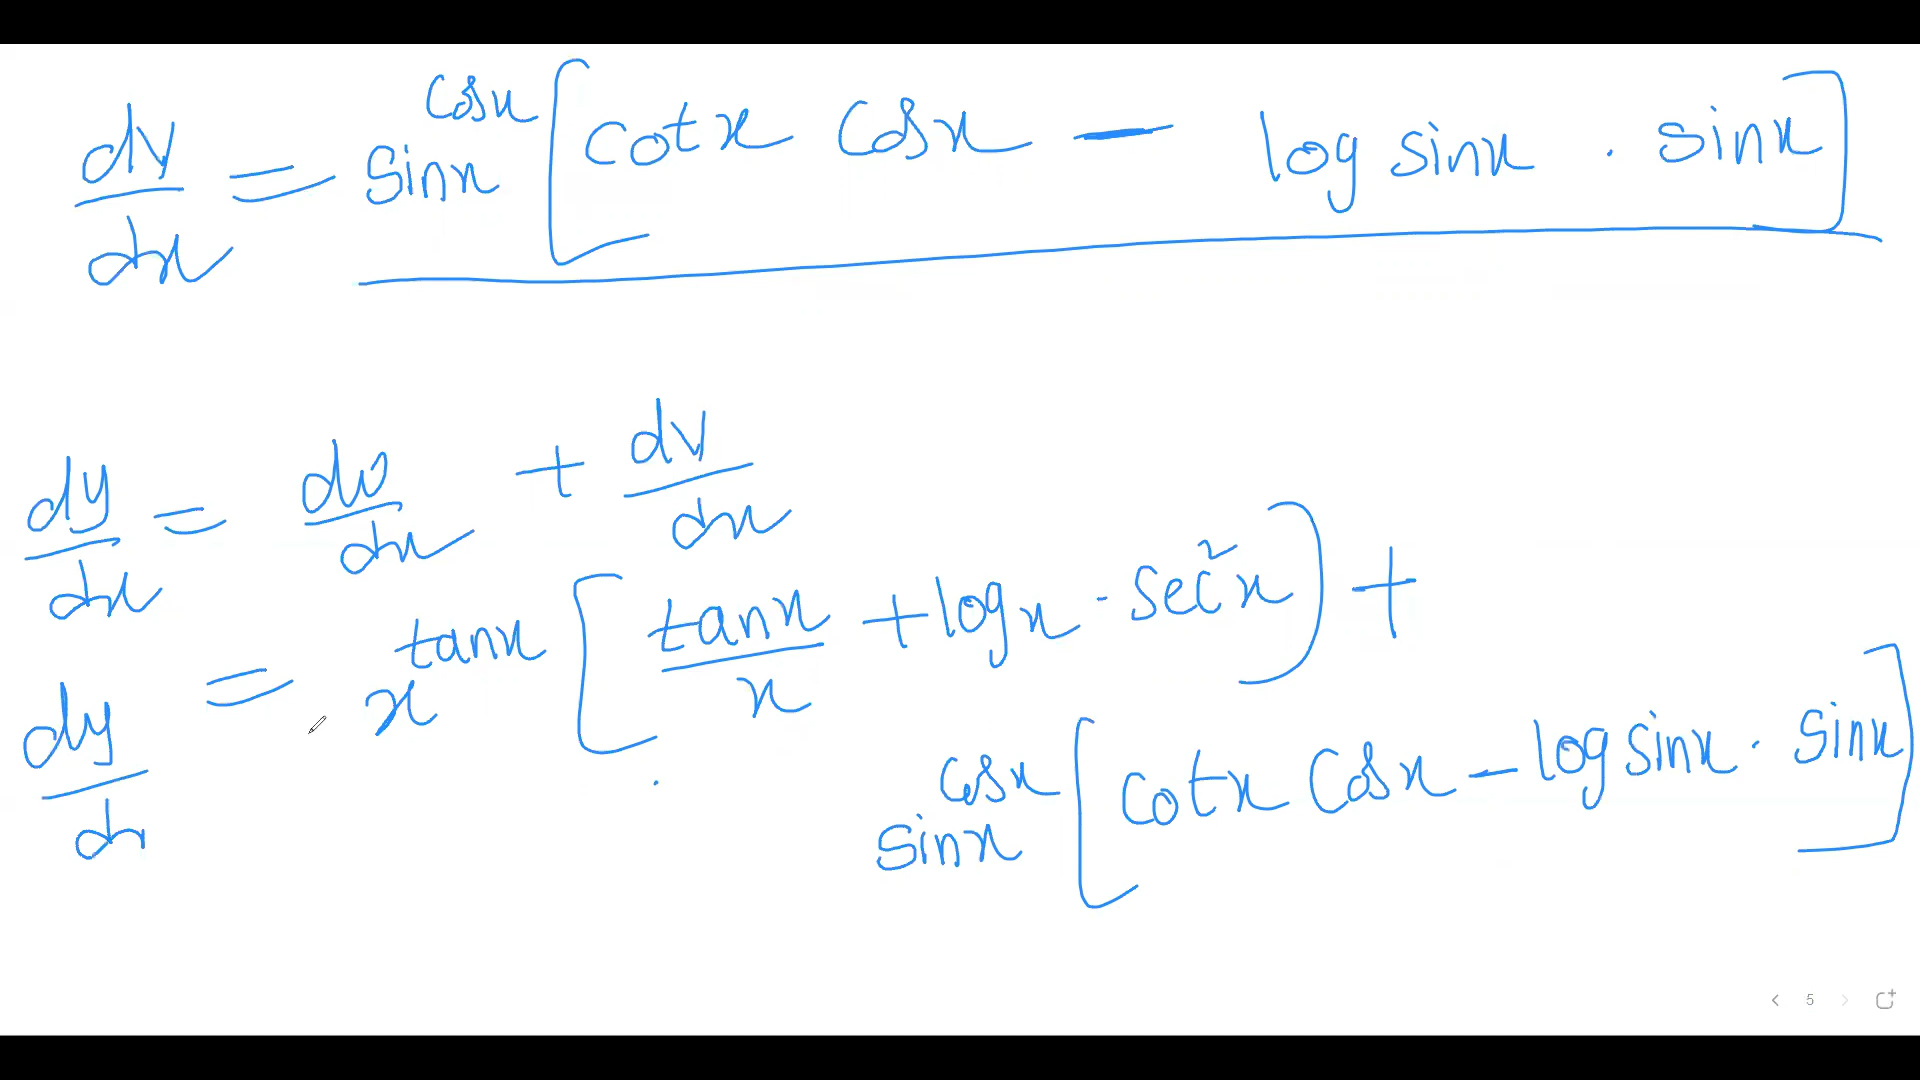 dv/dx = sinx^cosx [cotx cosx - log sinx . sinx]
dy/dx = du/dx + dv/dx
dy/dx = x^tanx [tanx/x + logx . sec²x] +
sinx^cosx [cotx cosx - log sinx . sinx]
5